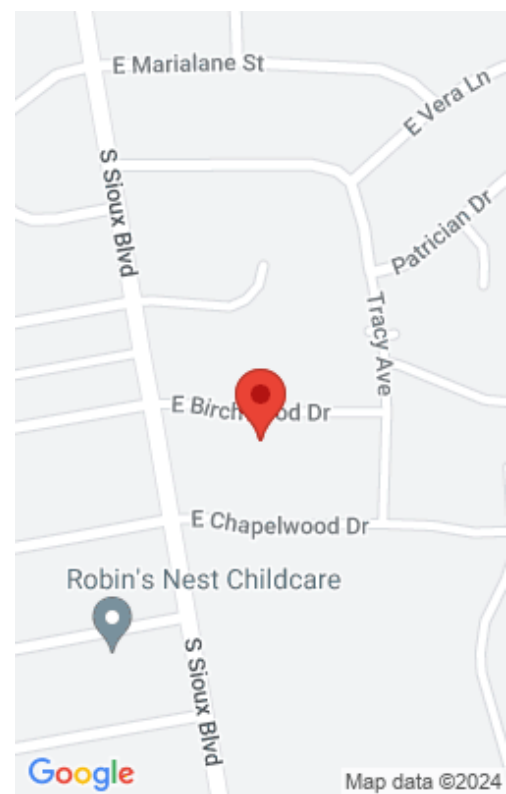 E Marialane St
E Vera Ln
S Sioux Blvd
Patrician Dr
Tracy Ave
E Birch od Dr
E Chapelwood Dr
Robin's Nest Childcare
S Sioux Blvd
Google
Map data ©2024